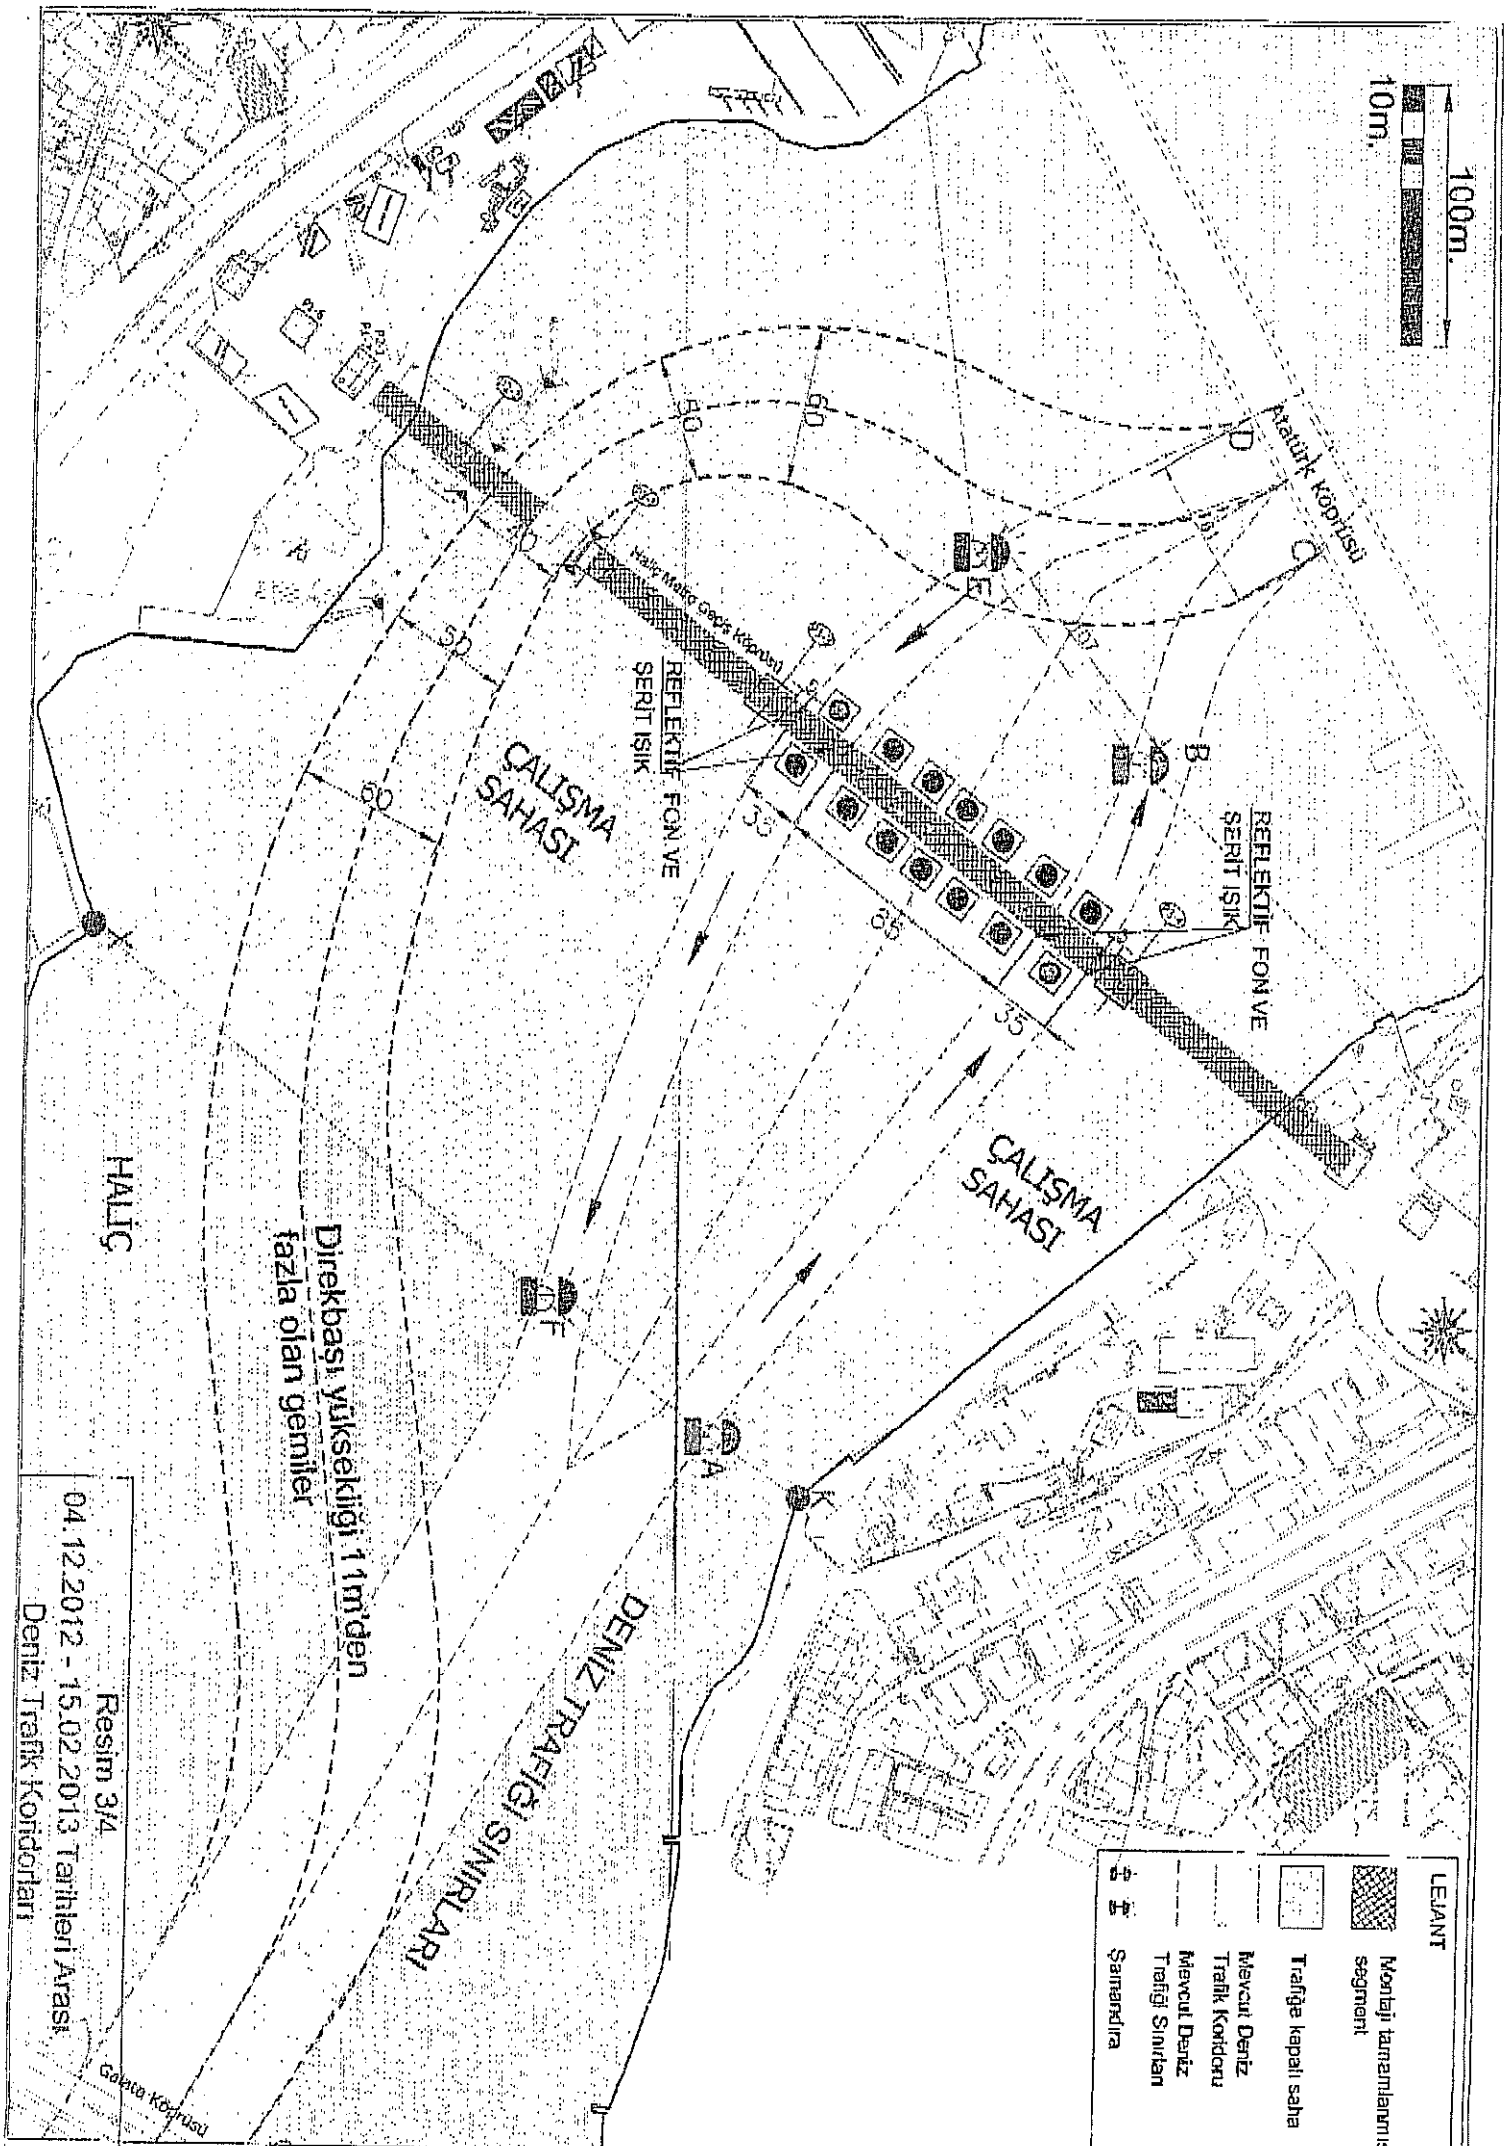 100m.
10m.
Atatürk Köprüsü
D
C
60
50
E
B
Haliç Metro Geçiş Köprüsü
REFLEKTİF FON VE
ŞERİT IŞIK
REFLEKTİF FON VE
ŞERİT IŞIK
50
60
35
65
35
ÇALIŞMA
SAHASI
ÇALIŞMA
SAHASI
HALİÇ
F
A
K
Direkbaşı yüksekliği 11m'den
fazla olan gemiler
DENİZ TRAFİĞİ SINIRLARI
Galata Köprüsü
LEJANT
Montajı tamamlanmış
segment
Trafiğe kapalı saha
Mevcut Deniz
Trafik Koridoru
Mevcut Deniz
Trafiği Sınırları
Şamandıra
Resim 3/4
04.12.2012 - 15.02.2013 Tarihleri Arası
Deniz Trafik Koridorları